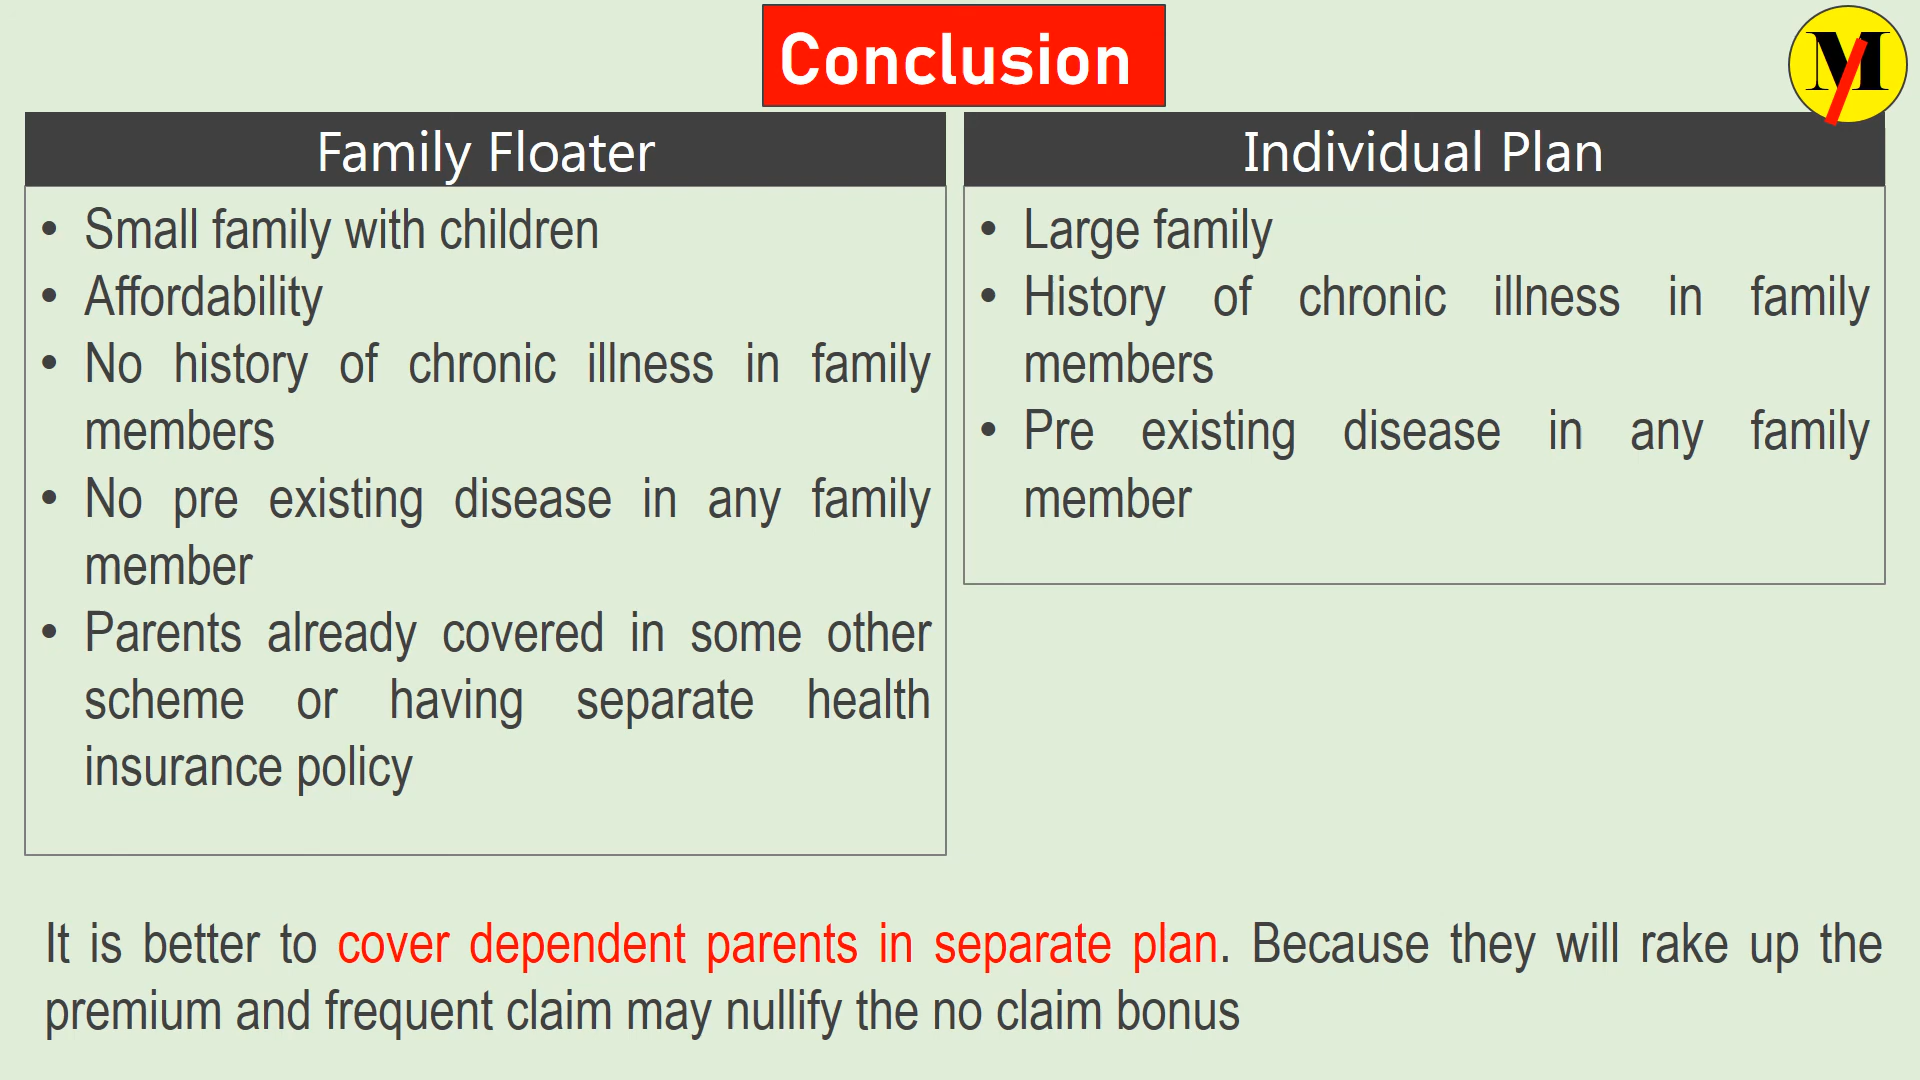 Conclusion
M
Family Floater
• Small family with children
• Affordability
• No history of chronic illness in family
members
• No pre existing disease in any family
member
• Parents already covered in some other
scheme or having separate health
insurance policy
Individual Plan
• Large family
• History of chronic illness in family
members
• Pre existing disease in any family
member
It is better to cover dependent parents in separate plan. Because they will rake up the
premium and frequent claim may nullify the no claim bonus